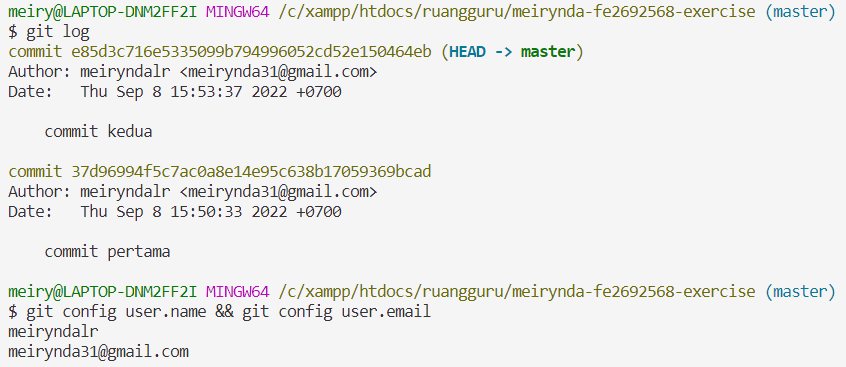 meiry@LAPTOP-DNM2FF2I MINGW64 /c/xampp/htdocs/ruangguru/meirynda-fe2692568-exercise (master)
$ git log
commit e85d3c716e5335099b794996052cd52e150464eb (HEAD -> master)
Author: meiryndalr <meirynda31@gmail.com>
Date:   Thu Sep 8 15:53:37 2022 +0700
    commit kedua
commit 37d96994f5c7ac0a8e14e95c638b17059369bcad
Author: meiryndalr <meirynda31@gmail.com>
Date:   Thu Sep 8 15:50:33 2022 +0700
    commit pertama
meiry@LAPTOP-DNM2FF2I MINGW64 /c/xampp/htdocs/ruangguru/meirynda-fe2692568-exercise (master)
$ git config user.name && git config user.email
meiryndalr
meirynda31@gmail.com